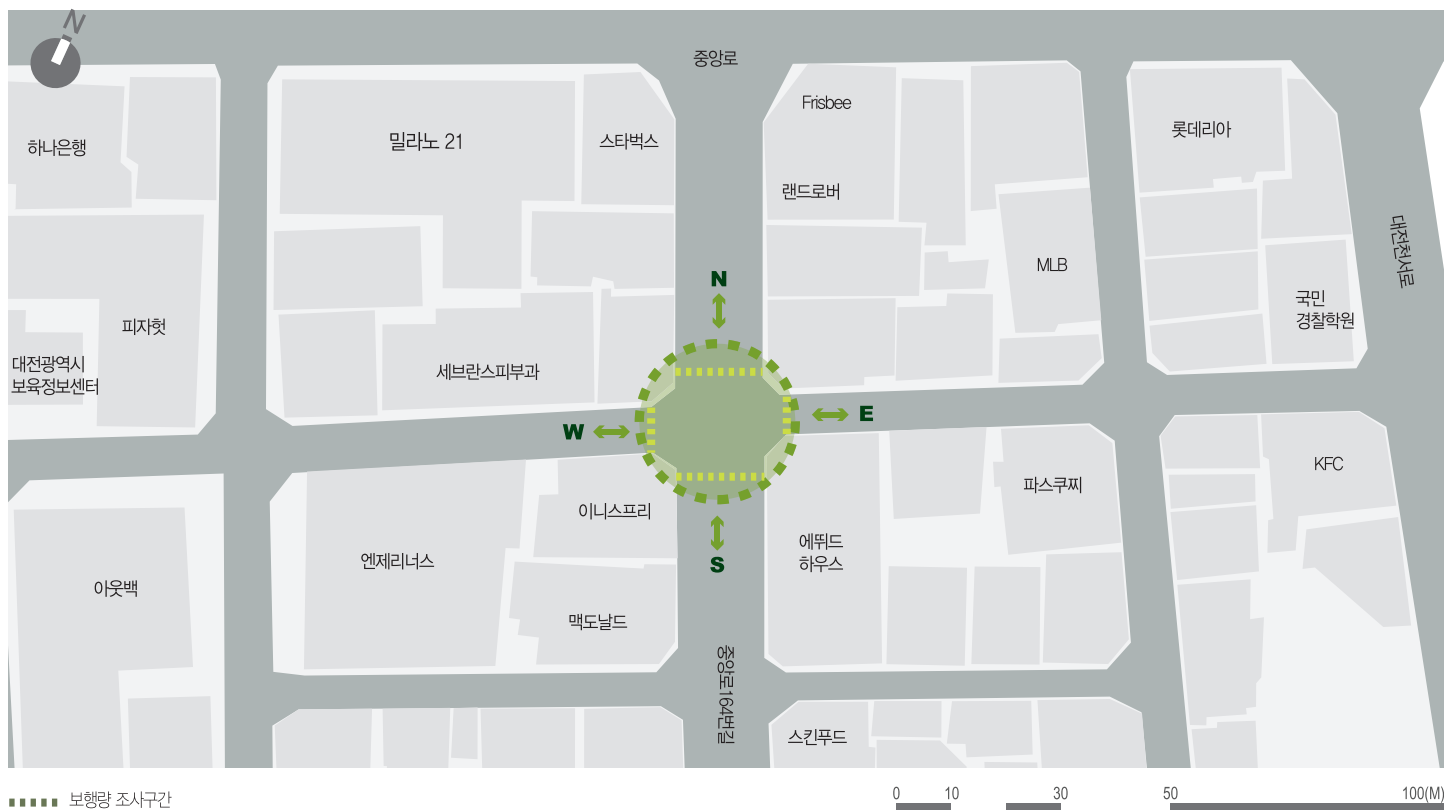 N
중앙로
Frisbee
롯데리아
하나은행
밀라노 21
스타벅스
랜드로버
대전천서로
MLB
N
국민
경찰학원
피자헛
대전광역시
보육정보센터
세브란스피부과
W
E
KFC
이니스프리
파스쿠찌
엔제리너스
에뛰드
하우스
S
아웃백
맥도날드
중앙로164번길
스킨푸드
보행량 조사구간
0 10 30 50 100(M)